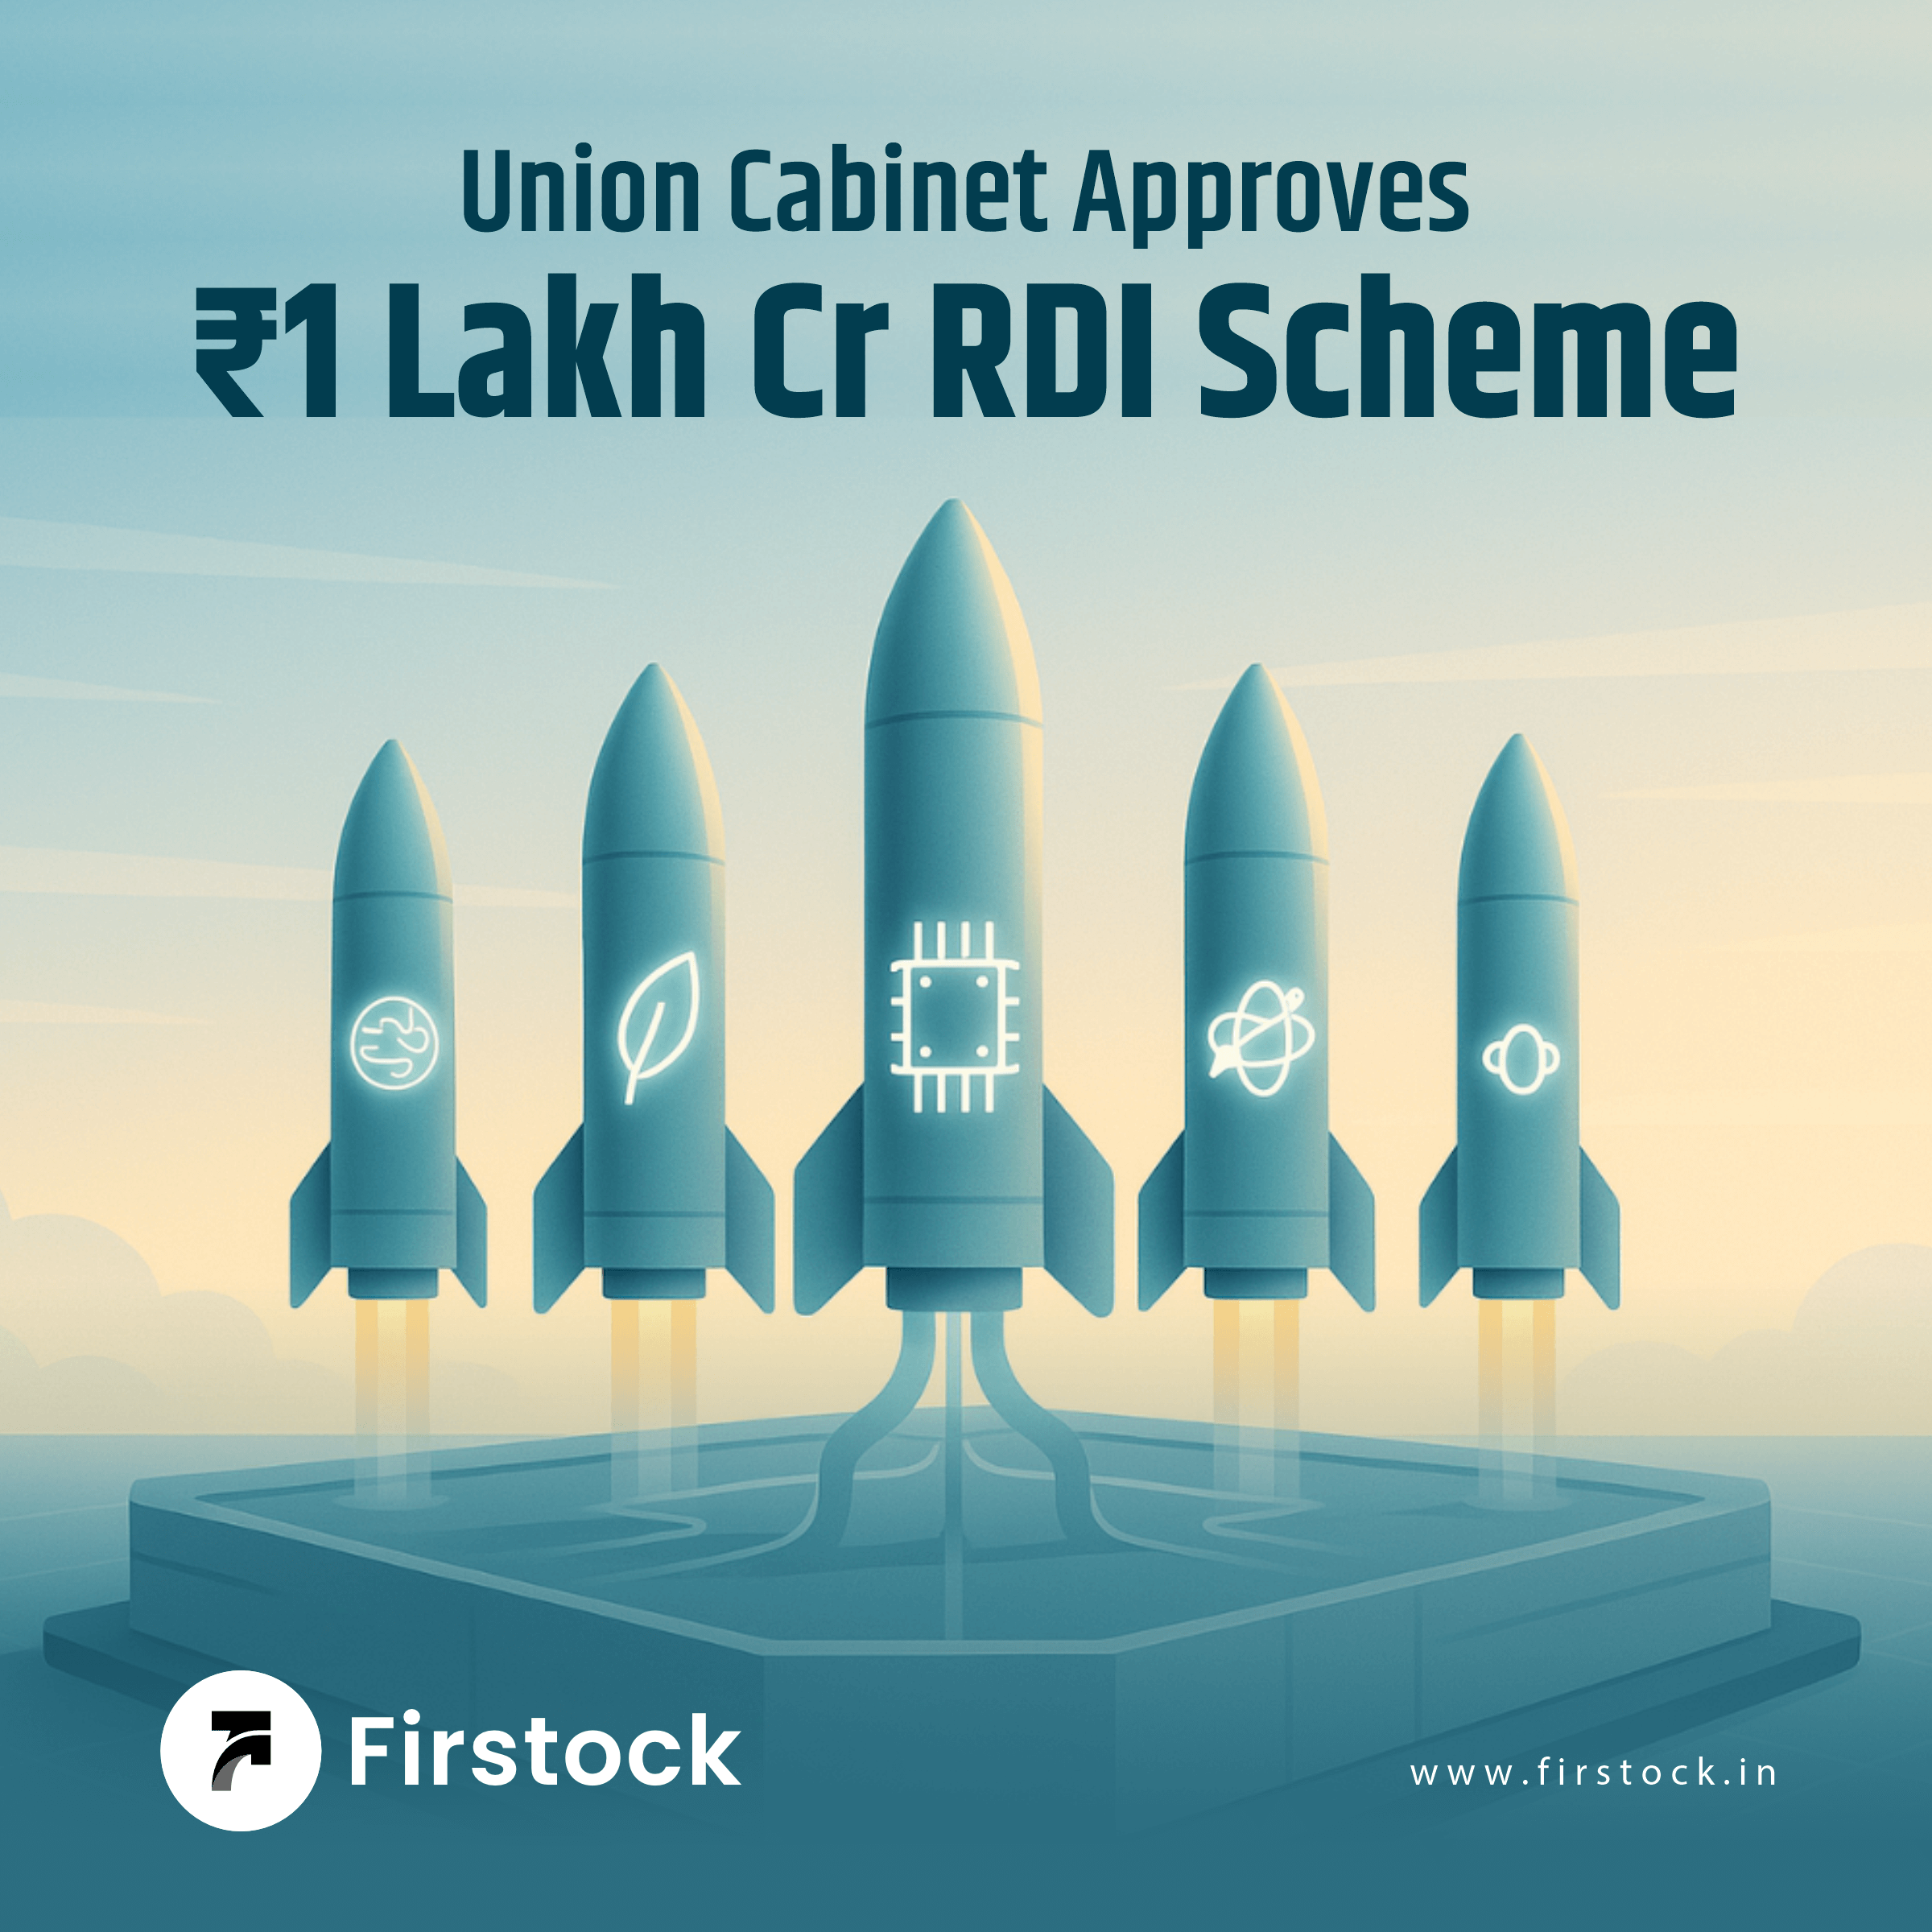 Union Cabinet Approves
₹1 Lakh Cr RDI Scheme
Firstock
www.firstock.in